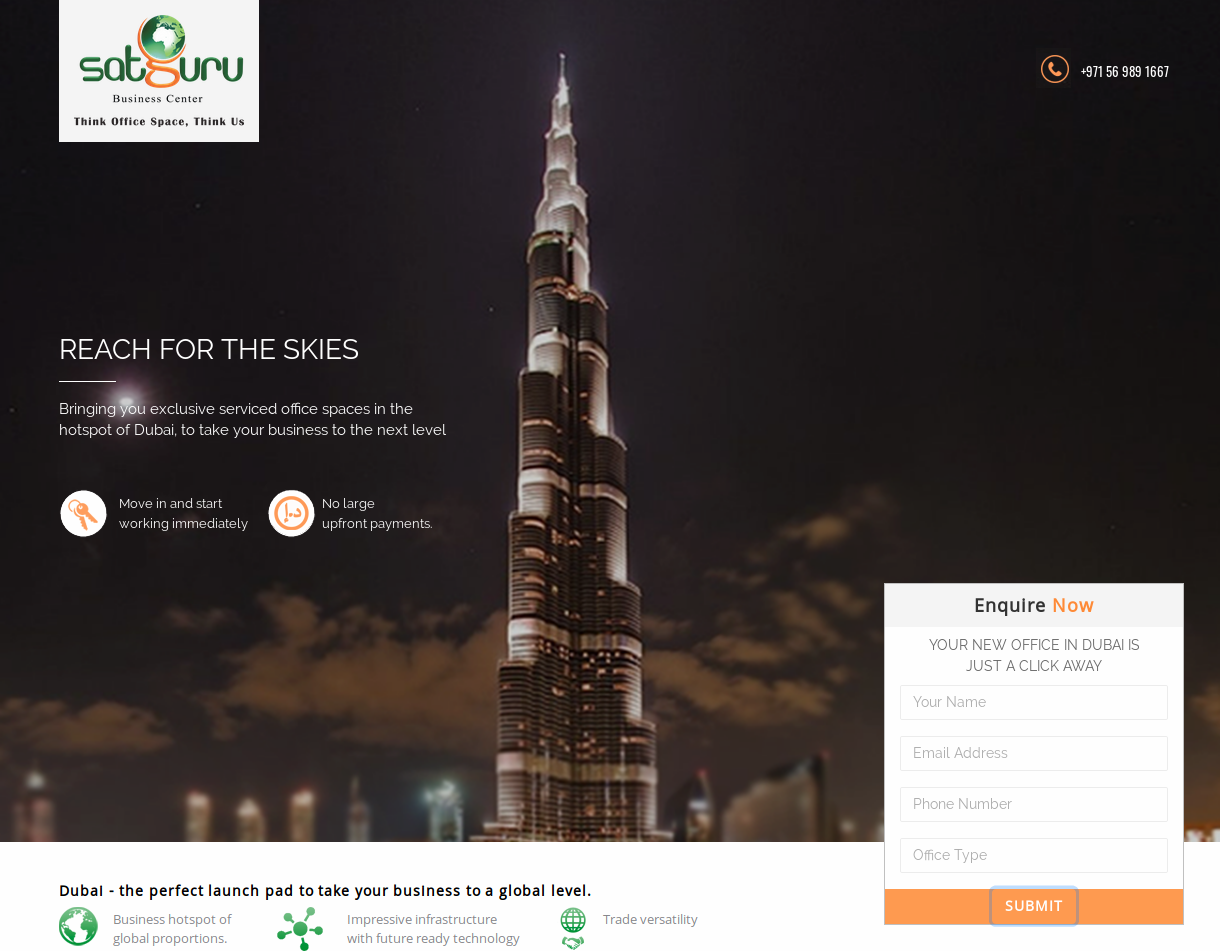 satguru
Business Center
Think Office Space, Think Us
+971 56 989 1667
REACH FOR THE SKIES
Bringing you exclusive serviced office spaces in the
hotspot of Dubai, to take your business to the next level
Move in and start
working immediately
No large
upfront payments.
د.إ
Enquire Now
YOUR NEW OFFICE IN DUBAI IS
JUST A CLICK AWAY
Your Name
Email Address
Phone Number
Office Type
SUBMIT
Dubai - the perfect launch pad to take your business to a global level.
Business hotspot of
global proportions.
Impressive infrastructure
with future ready technology
Trade versatility